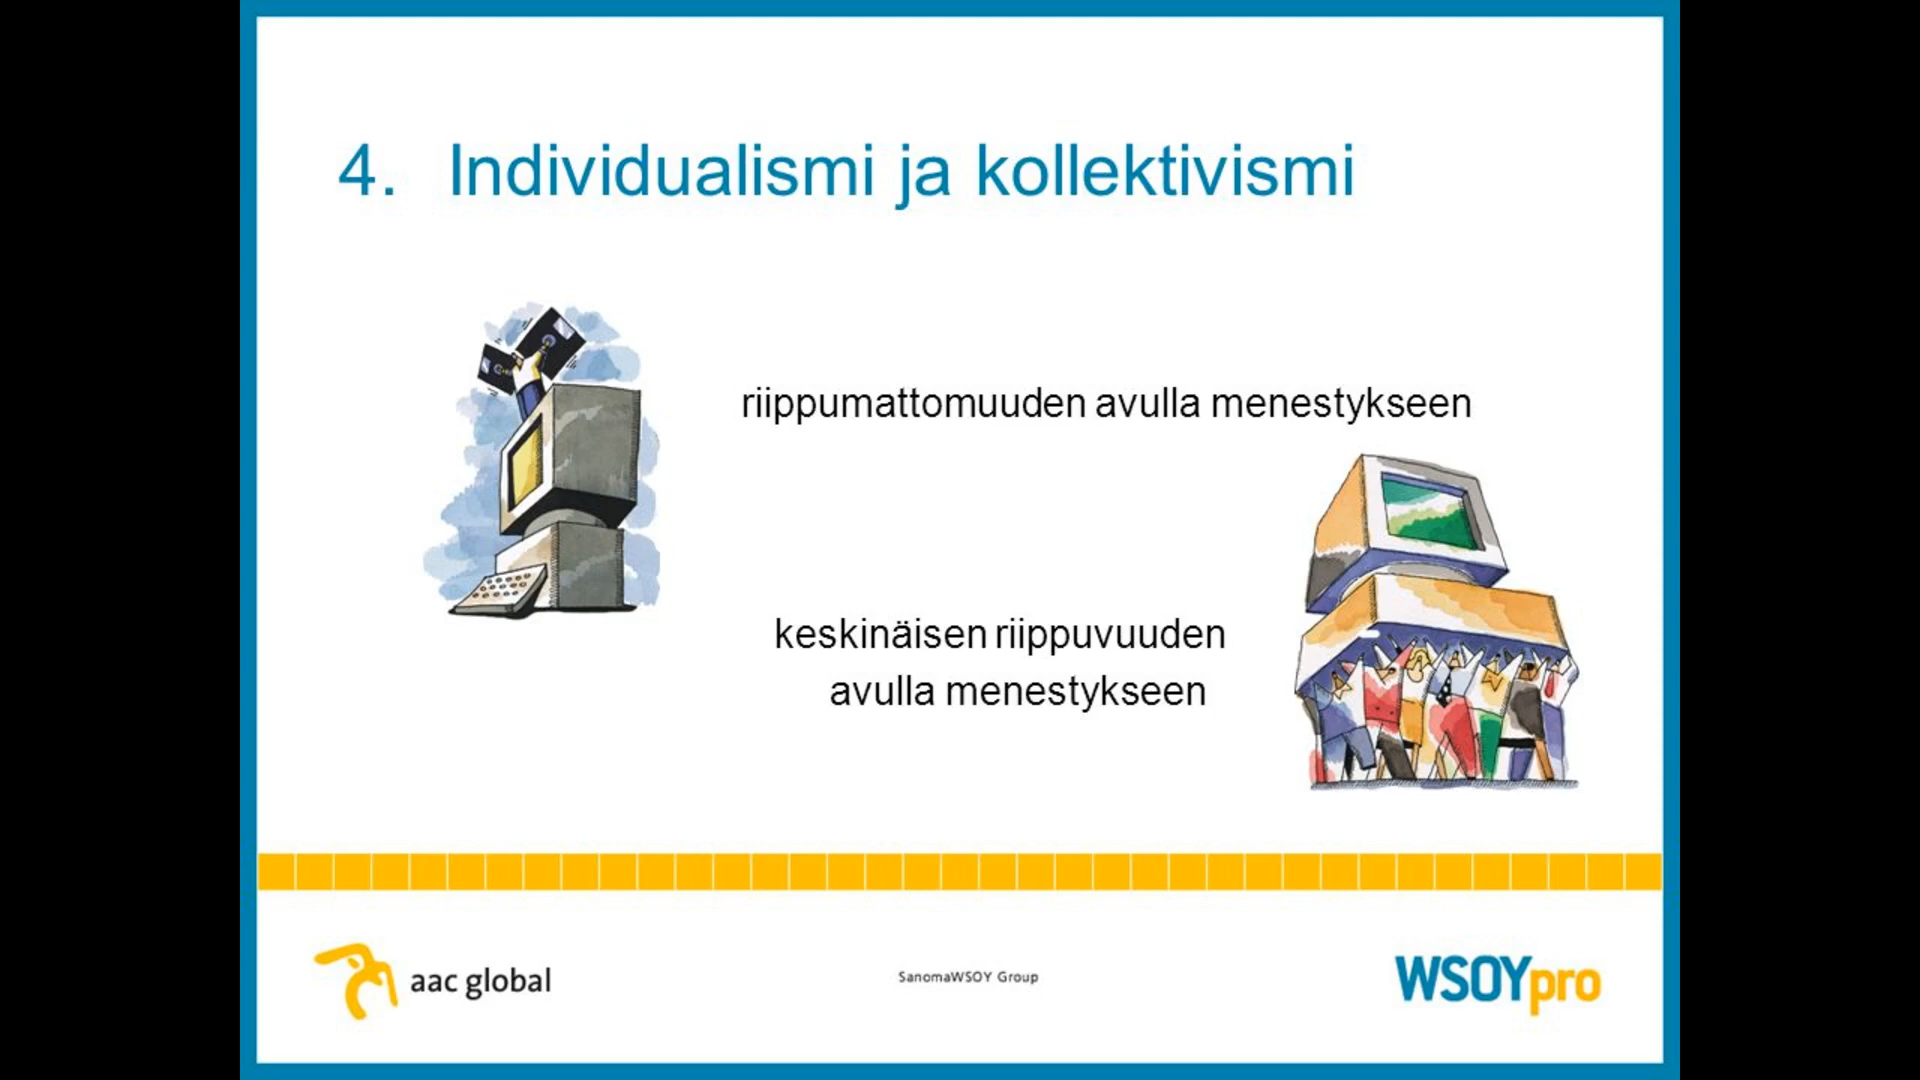 4. Individualismi ja kollektivismi
riippumattomuuden avulla menestykseen
keskinäisen riippuvuuden
avulla menestykseen
aac global
SanomaWSOY Group
WSOYpro